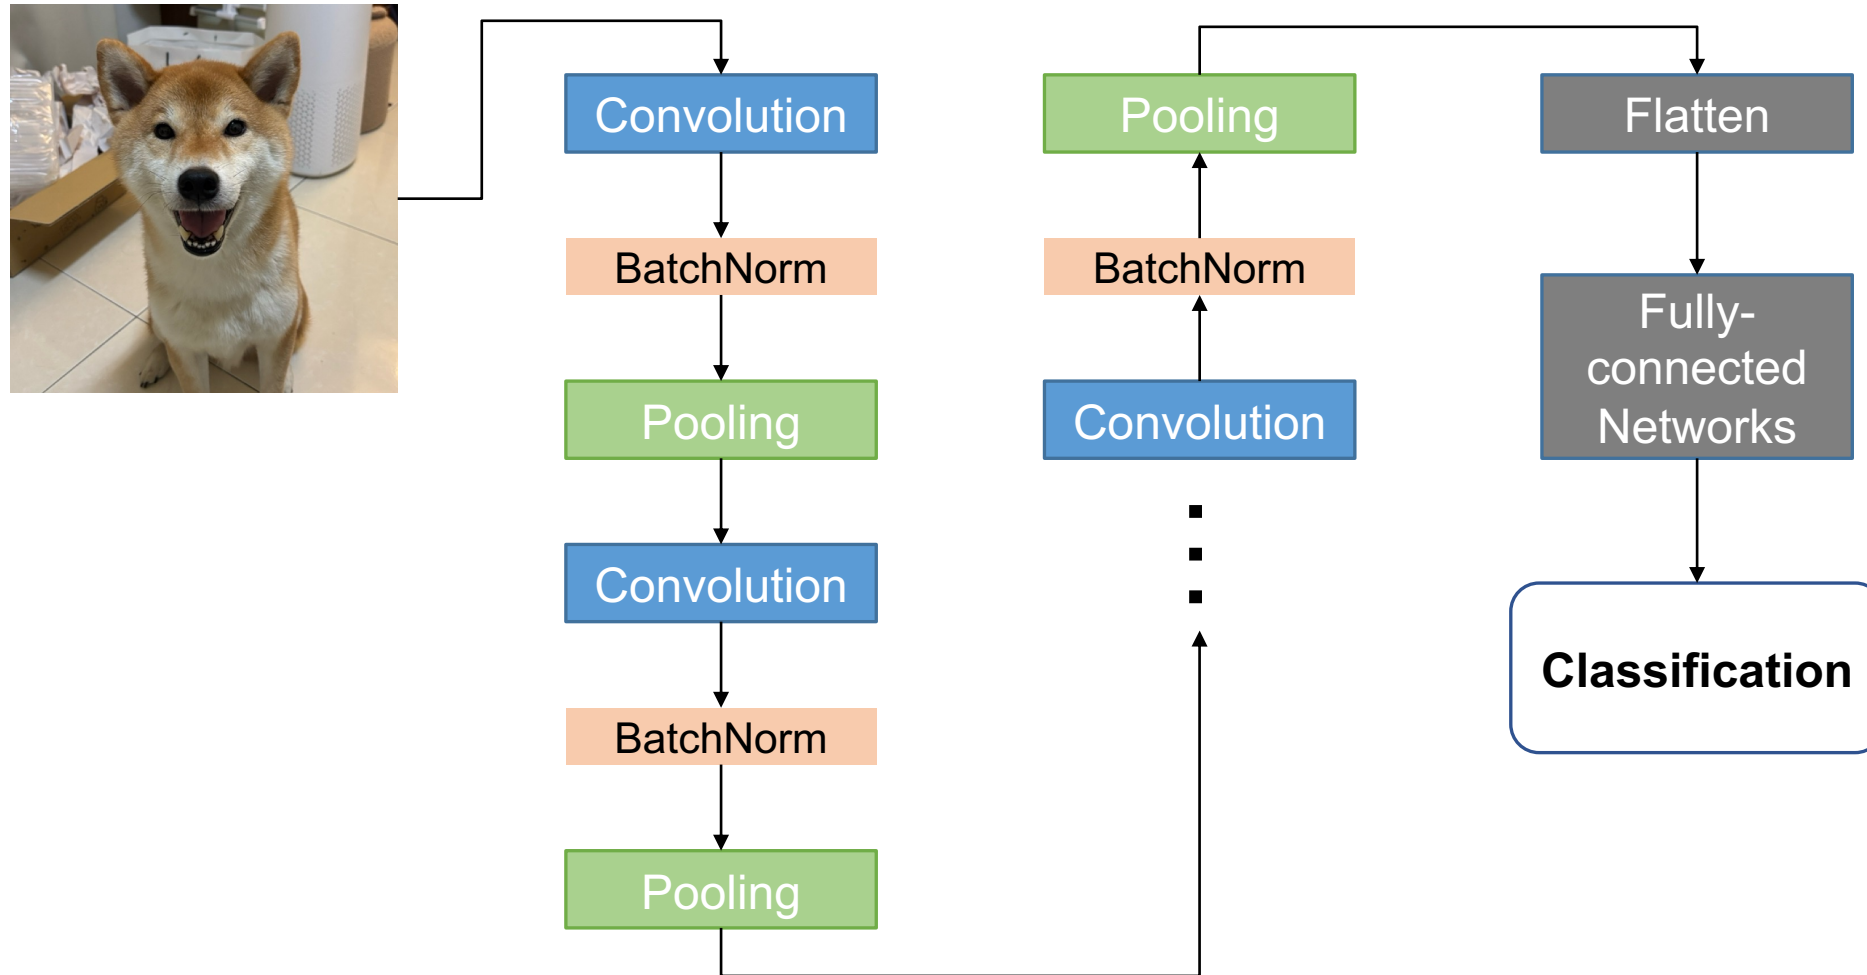 Convolution
BatchNorm
Pooling
Convolution
BatchNorm
Pooling
Convolution
BatchNorm
Pooling
Flatten
Fully-
connected
Networks
Classification